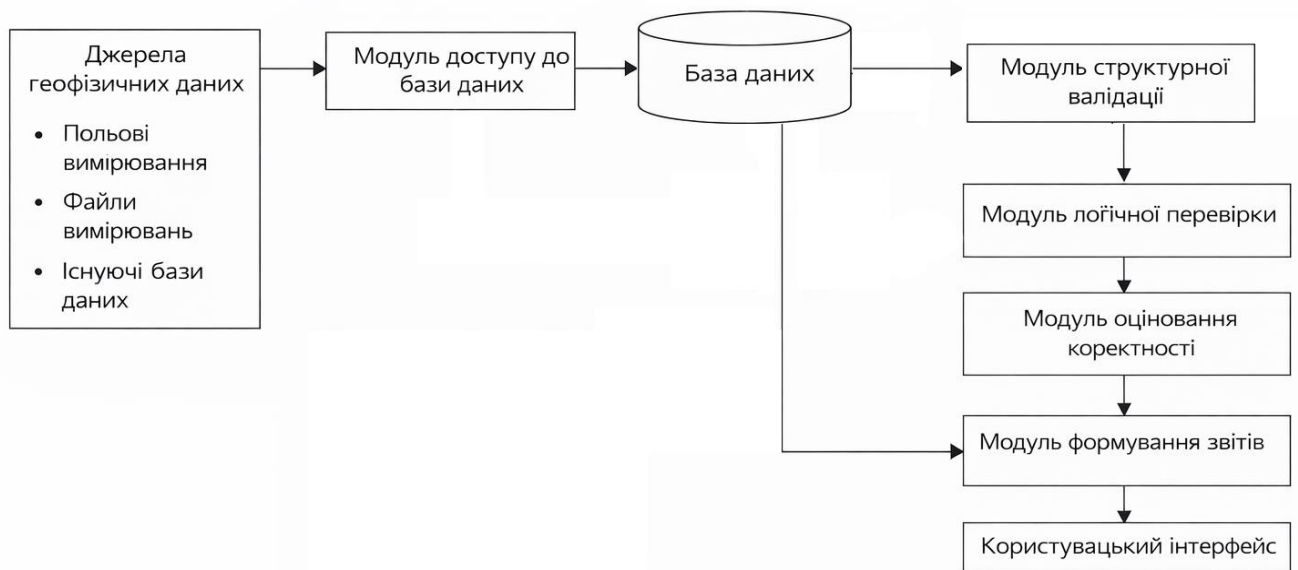 Джерела
геофізичних даних
• Польові
вимірювання
• Файли
вимірювань
• Існуючі бази
даних
Модуль доступу до
бази даних
База даних
Модуль структурної
валідації
Модуль логічної перевірки
Модуль оціновання
коректності
Модуль формування звітів
Користувацький інтерфейс